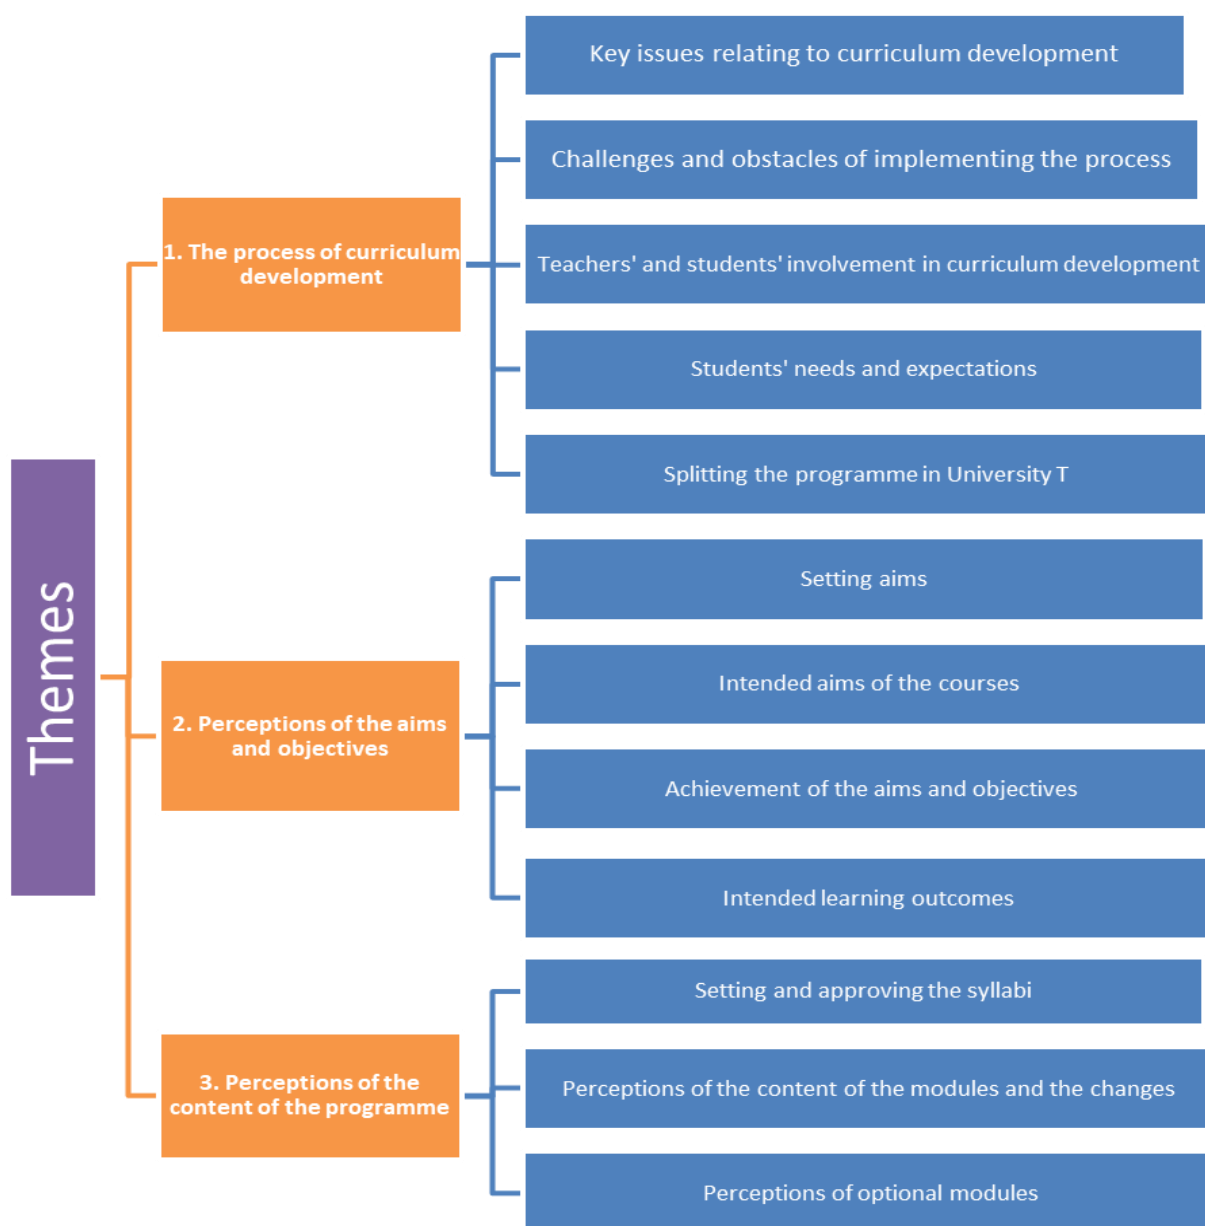 Themes
1. The process of curriculum
development
Key issues relating to curriculum development
Challenges and obstacles of implementing the process
Teachers' and students' involvement in curriculum development
Students' needs and expectations
Splitting the programme in University T
2. Perceptions of the aims
and objectives
Setting aims
Intended aims of the courses
Achievement of the aims and objectives
Intended learning outcomes
3. Perceptions of the
content of the programme
Setting and approving the syllabi
Perceptions of the content of the modules and the changes
Perceptions of optional modules